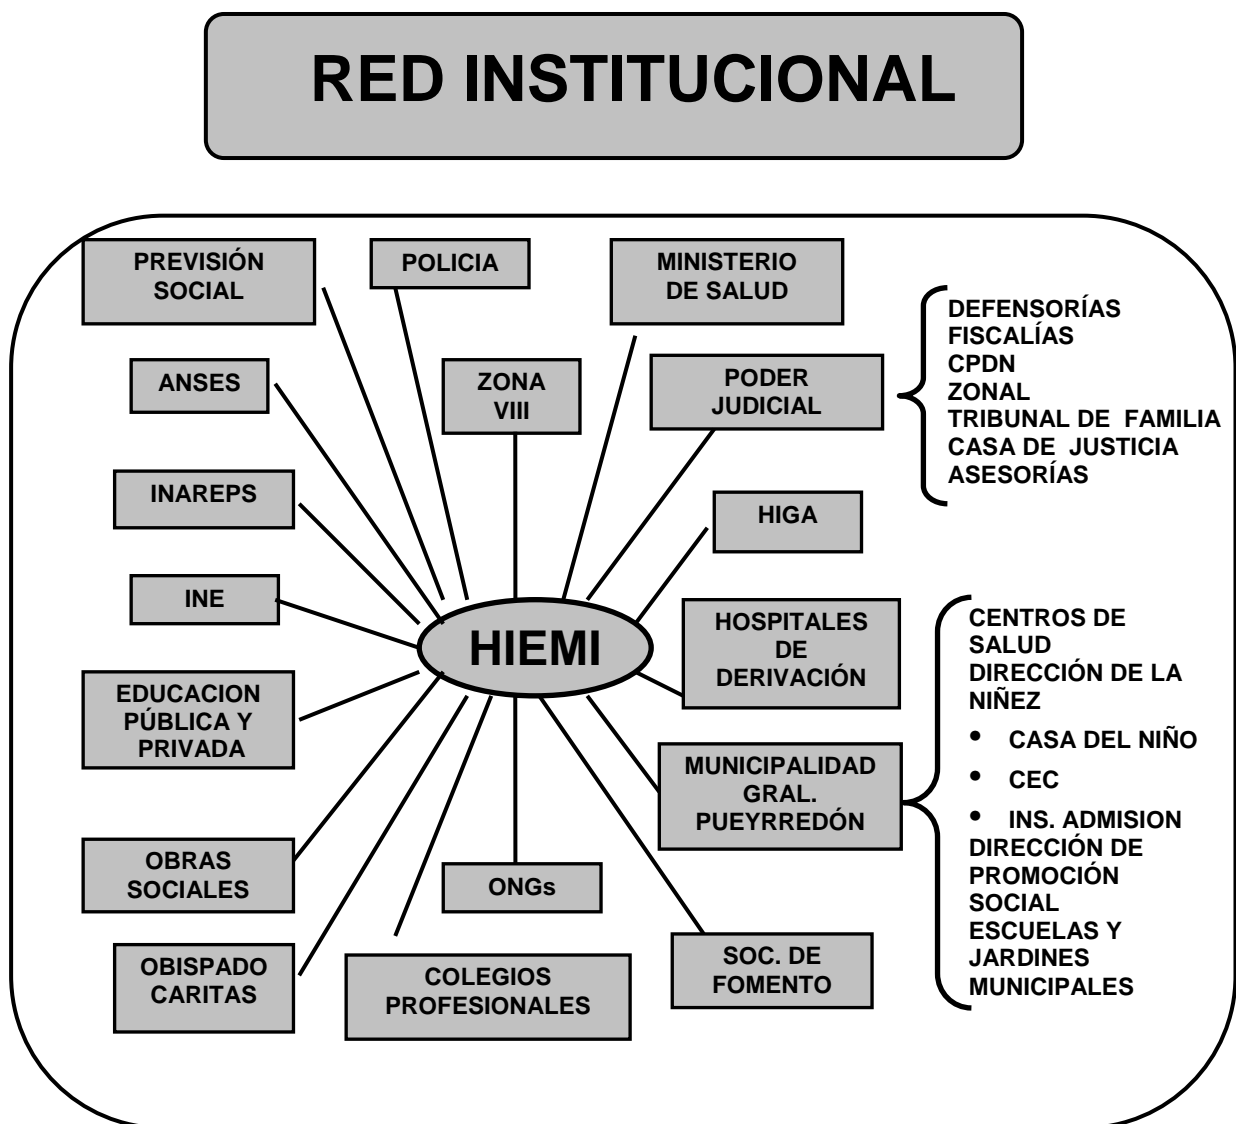 RED INSTITUCIONAL
PREVISIÓN
SOCIAL
POLICIA
MINISTERIO
DE SALUD
ANSES
ZONA
VIII
PODER
JUDICIAL
DEFENSORÍAS
FISCALÍAS
CPDN
ZONAL
TRIBUNAL DE FAMILIA
CASA DE JUSTICIA
ASESORÍAS
INAREPS
HIGA
INE
HIEMI
HOSPITALES
DE
DERIVACIÓN
EDUCACION
PÚBLICA Y
PRIVADA
MUNICIPALIDAD
GRAL.
PUEYRREDÓN
CENTROS DE
SALUD
DIRECCIÓN DE LA
NIÑEZ
• CASA DEL NIÑO
• CEC
• INS. ADMISION
DIRECCIÓN DE
PROMOCIÓN
SOCIAL
ESCUELAS Y
JARDINES
MUNICIPALES
OBRAS
SOCIALES
ONGs
OBISPADO
CARITAS
COLEGIOS
PROFESIONALES
SOC. DE
FOMENTO